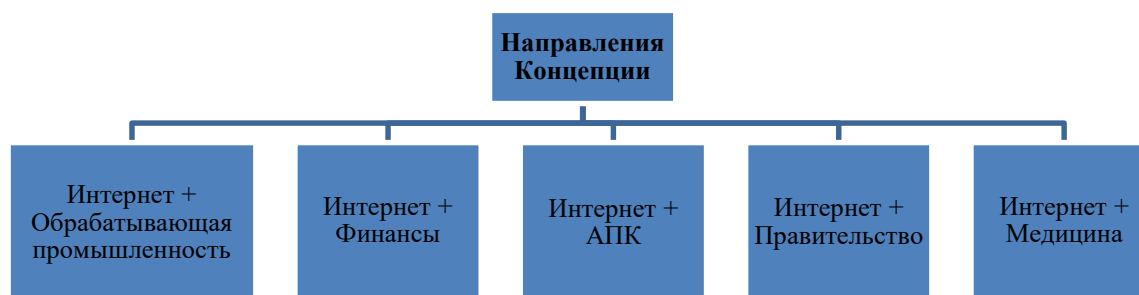 Направления
Концепции
Интернет +
Обрабатывающая
промышленность
Интернет +
Финансы
Интернет +
АПК
Интернет +
Правительство
Интернет +
Медицина